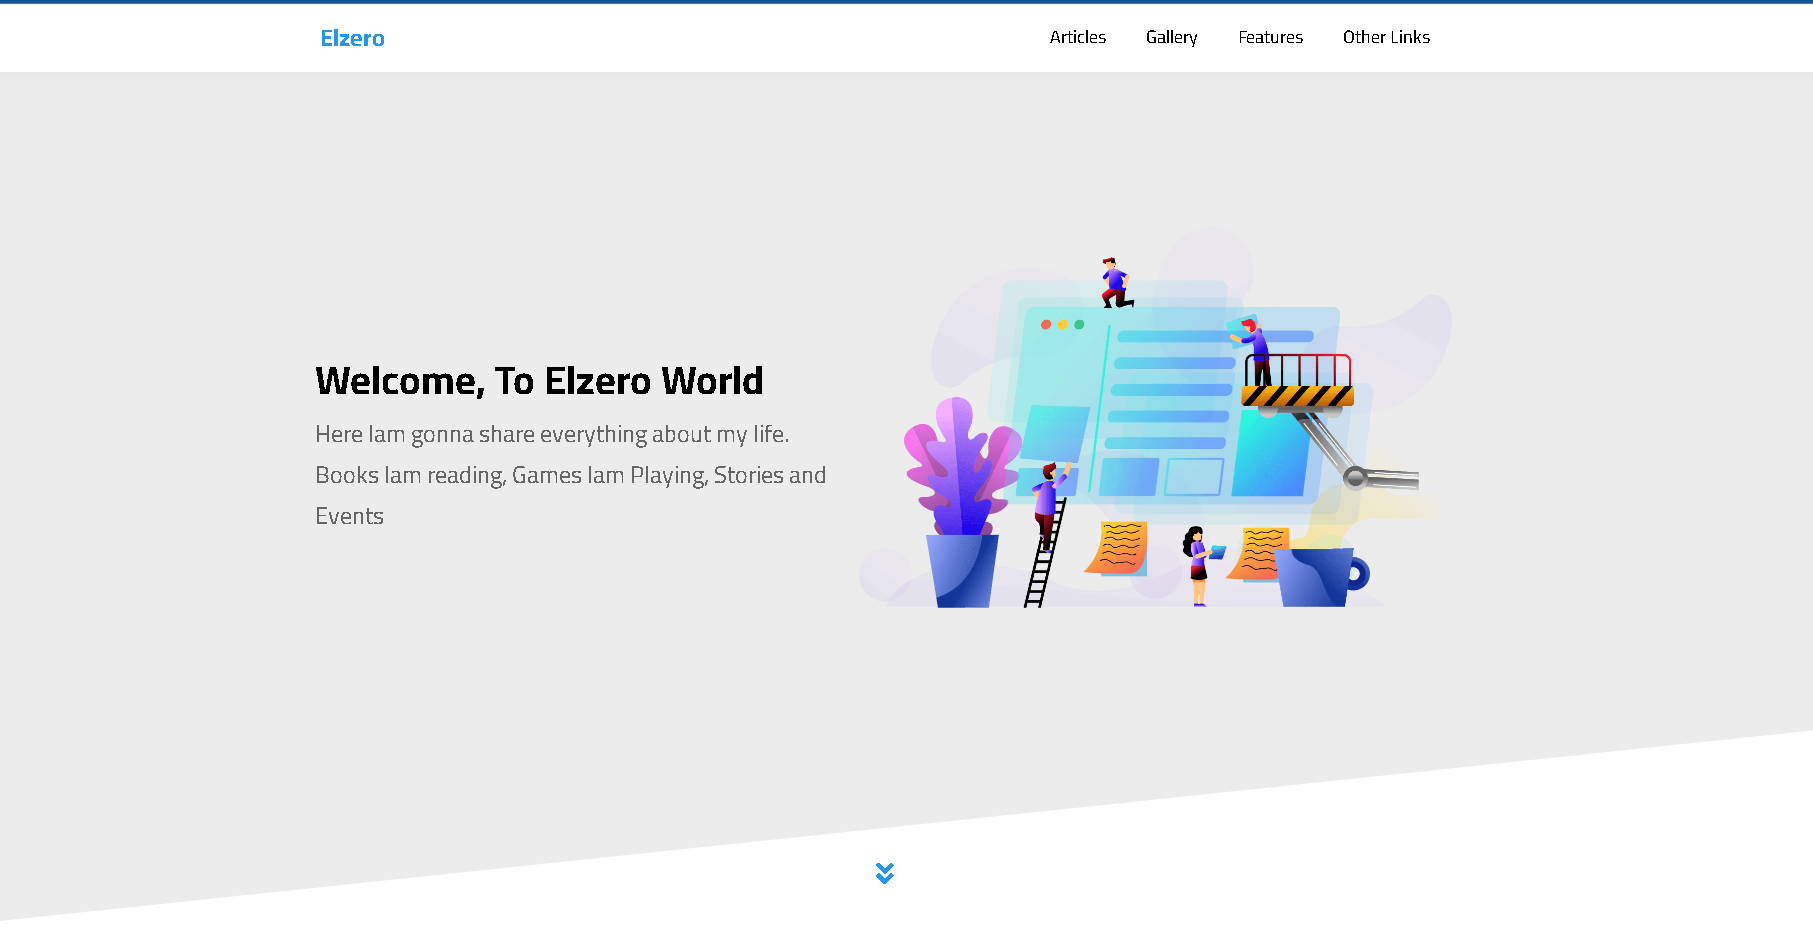 Elzero
Articles
Gallery
Features
Other Links
Welcome, To Elzero World
Here Iam gonna share everything about my life.
Books Iam reading, Games Iam Playing, Stories and
Events